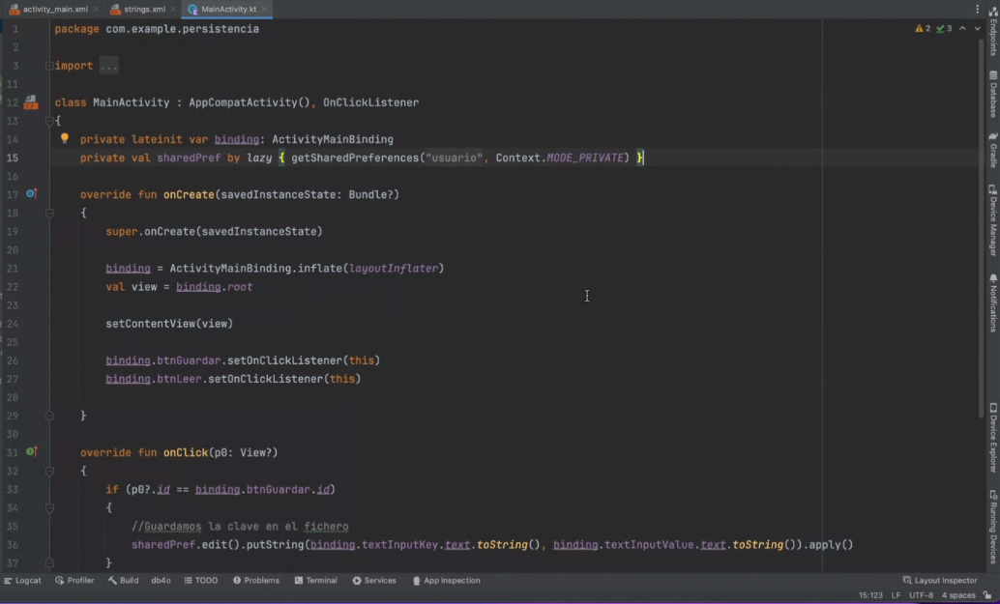 activity_main.xml
strings.xml
MainActivity.kt
1 package com.example.persistencia
2 3
2
3 import ...
11
12 class MainActivity : AppCompatActivity(), OnClickListener
13 {
14 private lateinit var binding: ActivityMainBinding
15 private val sharedPref by lazy { getSharedPreferences("usuario", Context.MODE_PRIVATE) }
16
17 override fun onCreate(savedInstanceState: Bundle?)
18 {
19 super.onCreate(savedInstanceState)
20
21 binding = ActivityMainBinding.inflate(layoutInflater)
22 val view = binding.root
23
24 setContentView(view)
25
26 binding.btnGuardar.setOnClickListener(this)
27 binding.btnLeer.setOnClickListener(this)
28
29 }
30
31 override fun onClick(p0: View?)
32 {
33 if (p0?.id == binding.btnGuardar.id)
34 {
35 //Guardamos la clave en el fichero
36 sharedPref.edit().putString(binding.textInputKey.text.toString(), binding.textInputValue.text.toString()).apply()
37 }
Endpoints
Database
Gradle
Device Manager
Notifications
Device Explorer
Running Devices
Logcat
Profiler
Build
db4o
TODO
Problems
Terminal
Services
App Inspection
Layout Inspector
15:123 LF UTF-8 4 spaces